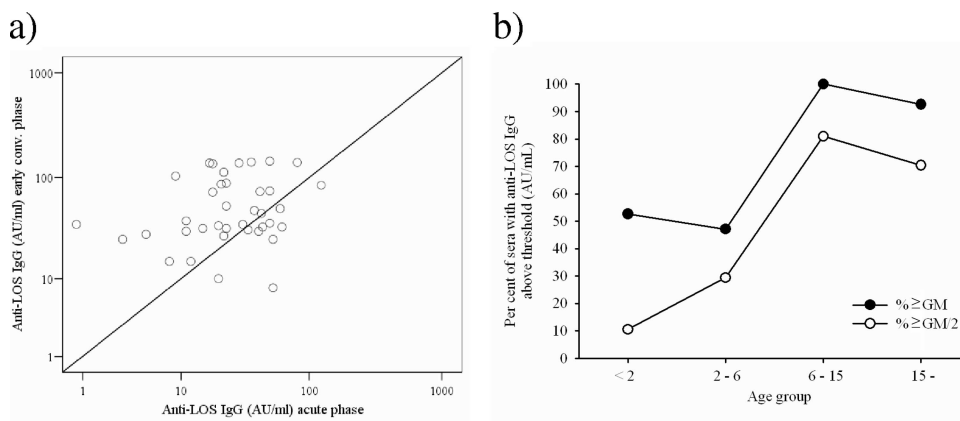 a)
Anti-LOS IgG (AU/ml) early conv. phase
1000
100
10
1
1
10
100
1000
Anti-LOS IgG (AU/ml) acute phase
b)
Per cent of sera with anti-LOS IgG
above threshold (AU/mL)
100
90
80
70
60
50
40
30
20
10
0
% ≥GM
% ≥GM/2
< 2
2 - 6
6 - 15
15 -
Age group